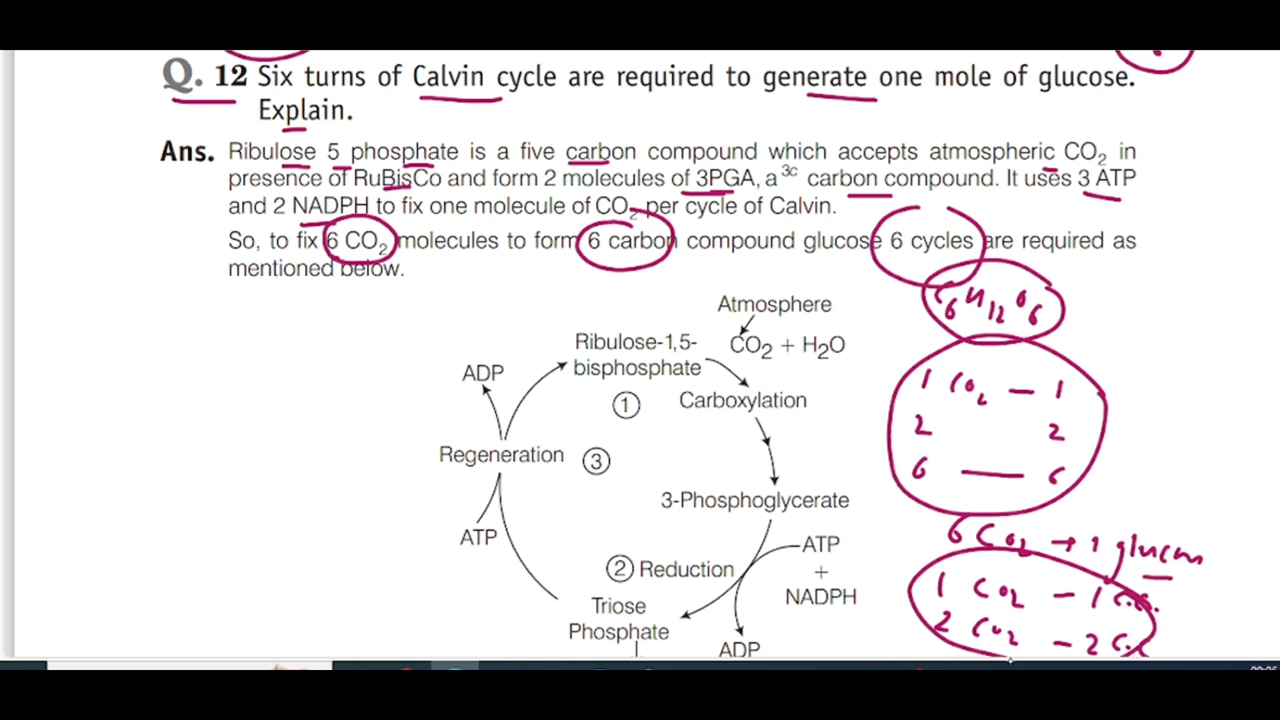 Q. 12 Six turns of Calvin cycle are required to generate one mole of glucose.
Explain.
Ans. Ribulose 5 phosphate is a five carbon compound which accepts atmospheric CO₂ in
presence of RuBisCo and form 2 molecules of 3PGA, a 3c carbon compound. It uses 3 ATP
and 2 NADPH to fix one molecule of CO₂ per cycle of Calvin.
So, to fix 6 CO₂ molecules to form 6 carbon compound glucose 6 cycles are required as
mentioned below.
C₆H₁₂O₆
Atmosphere
Ribulose-1,5-
bisphosphate
CO₂ + H₂O
ADP
1 CO₂ — 1
① Carboxylation
2 2
Regeneration ③
6 — 6
3-Phosphoglycerate
ATP
6 CO₂ → 1
ATP
+
NADPH
② Reduction
1 CO₂ — 1 C.C.
Triose
Phosphate
2 CO₂ — 2 C.C
ADP